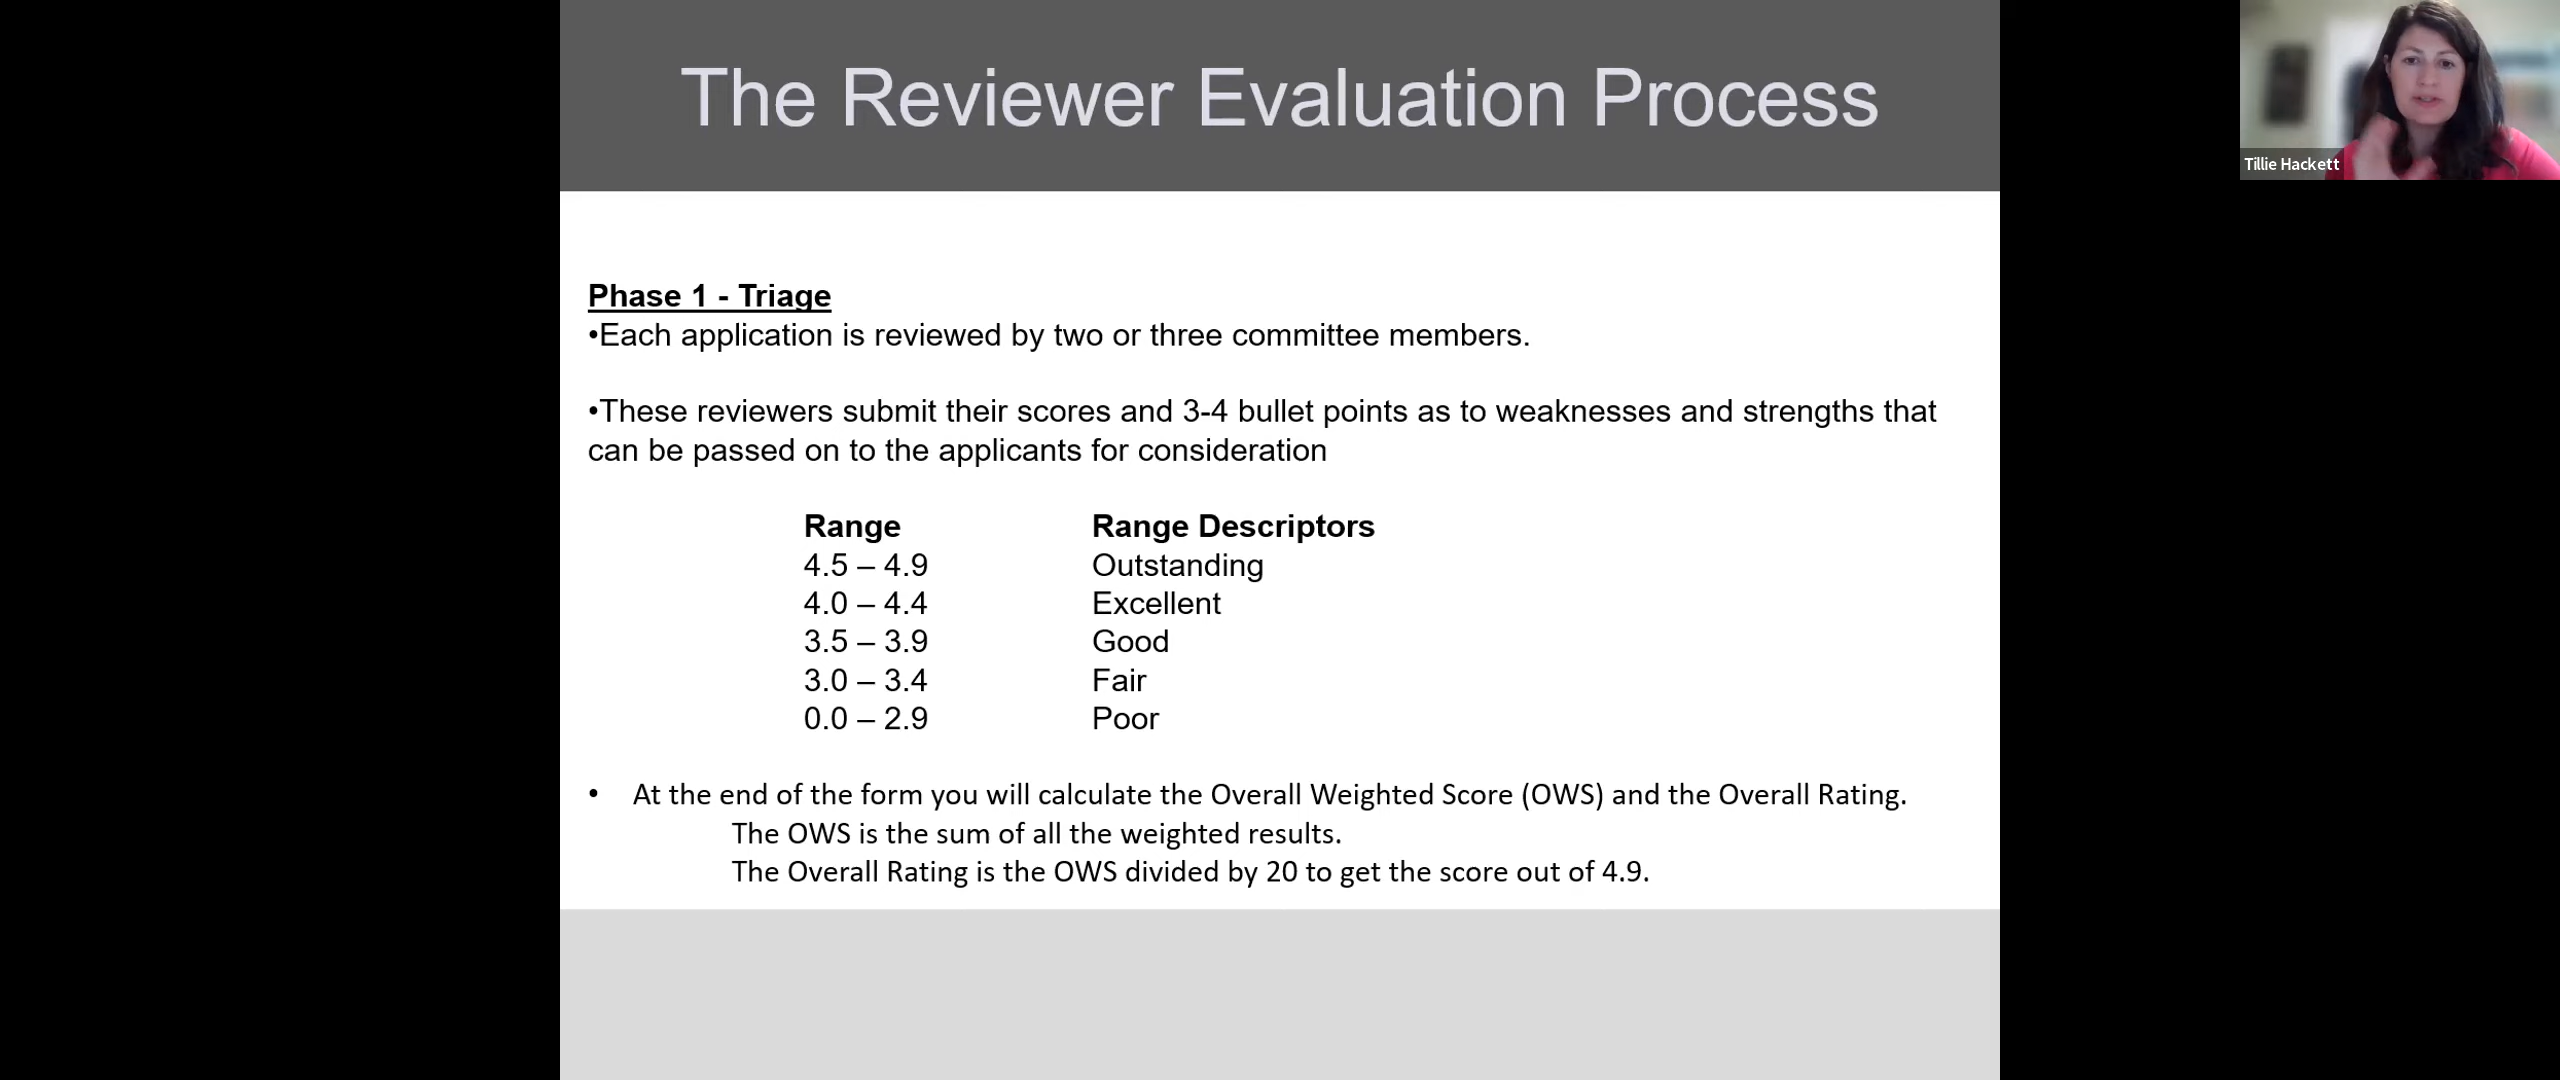 The Reviewer Evaluation Process
Tillie Hackett
Phase 1 - Triage
•Each application is reviewed by two or three committee members.
•These reviewers submit their scores and 3-4 bullet points as to weaknesses and strengths that
can be passed on to the applicants for consideration
Range Range Descriptors
4.5 – 4.9 Outstanding
4.0 – 4.4 Excellent
3.5 – 3.9 Good
3.0 – 3.4 Fair
0.0 – 2.9 Poor
• At the end of the form you will calculate the Overall Weighted Score (OWS) and the Overall Rating.
The OWS is the sum of all the weighted results.
The Overall Rating is the OWS divided by 20 to get the score out of 4.9.